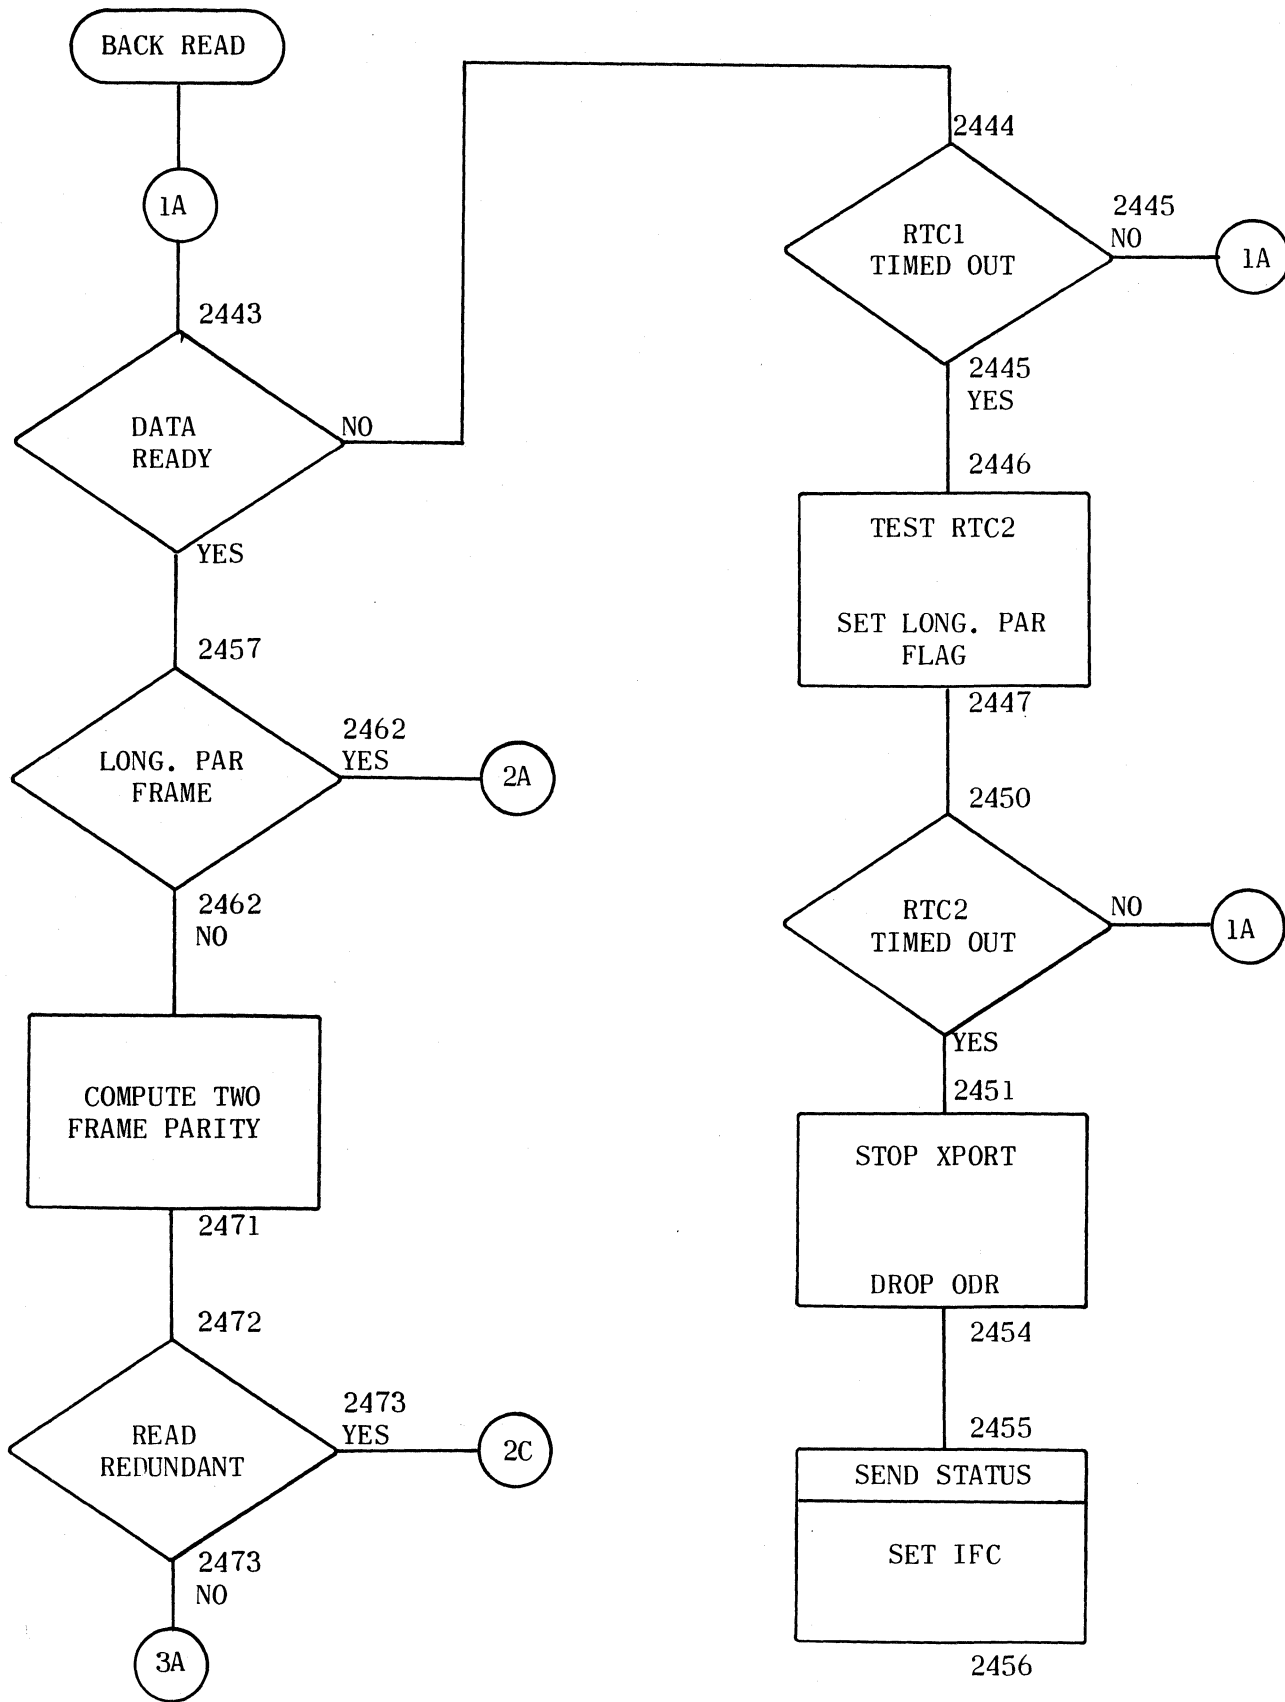 BACK READ
1A
2443
DATA
READY
NO
YES
2457
LONG. PAR
FRAME
2462
YES
2A
2462
NO
COMPUTE TWO
FRAME PARITY
2471
2472
READ
REDUNDANT
2473
YES
2C
2473
NO
3A
2444
RTC1
TIMED OUT
2445
NO
1A
2445
YES
2446
TEST RTC2
SET LONG. PAR
FLAG
2447
2450
RTC2
TIMED OUT
NO
1A
YES
2451
STOP XPORT
DROP ODR
2454
2455
SEND STATUS
SET IFC
2456